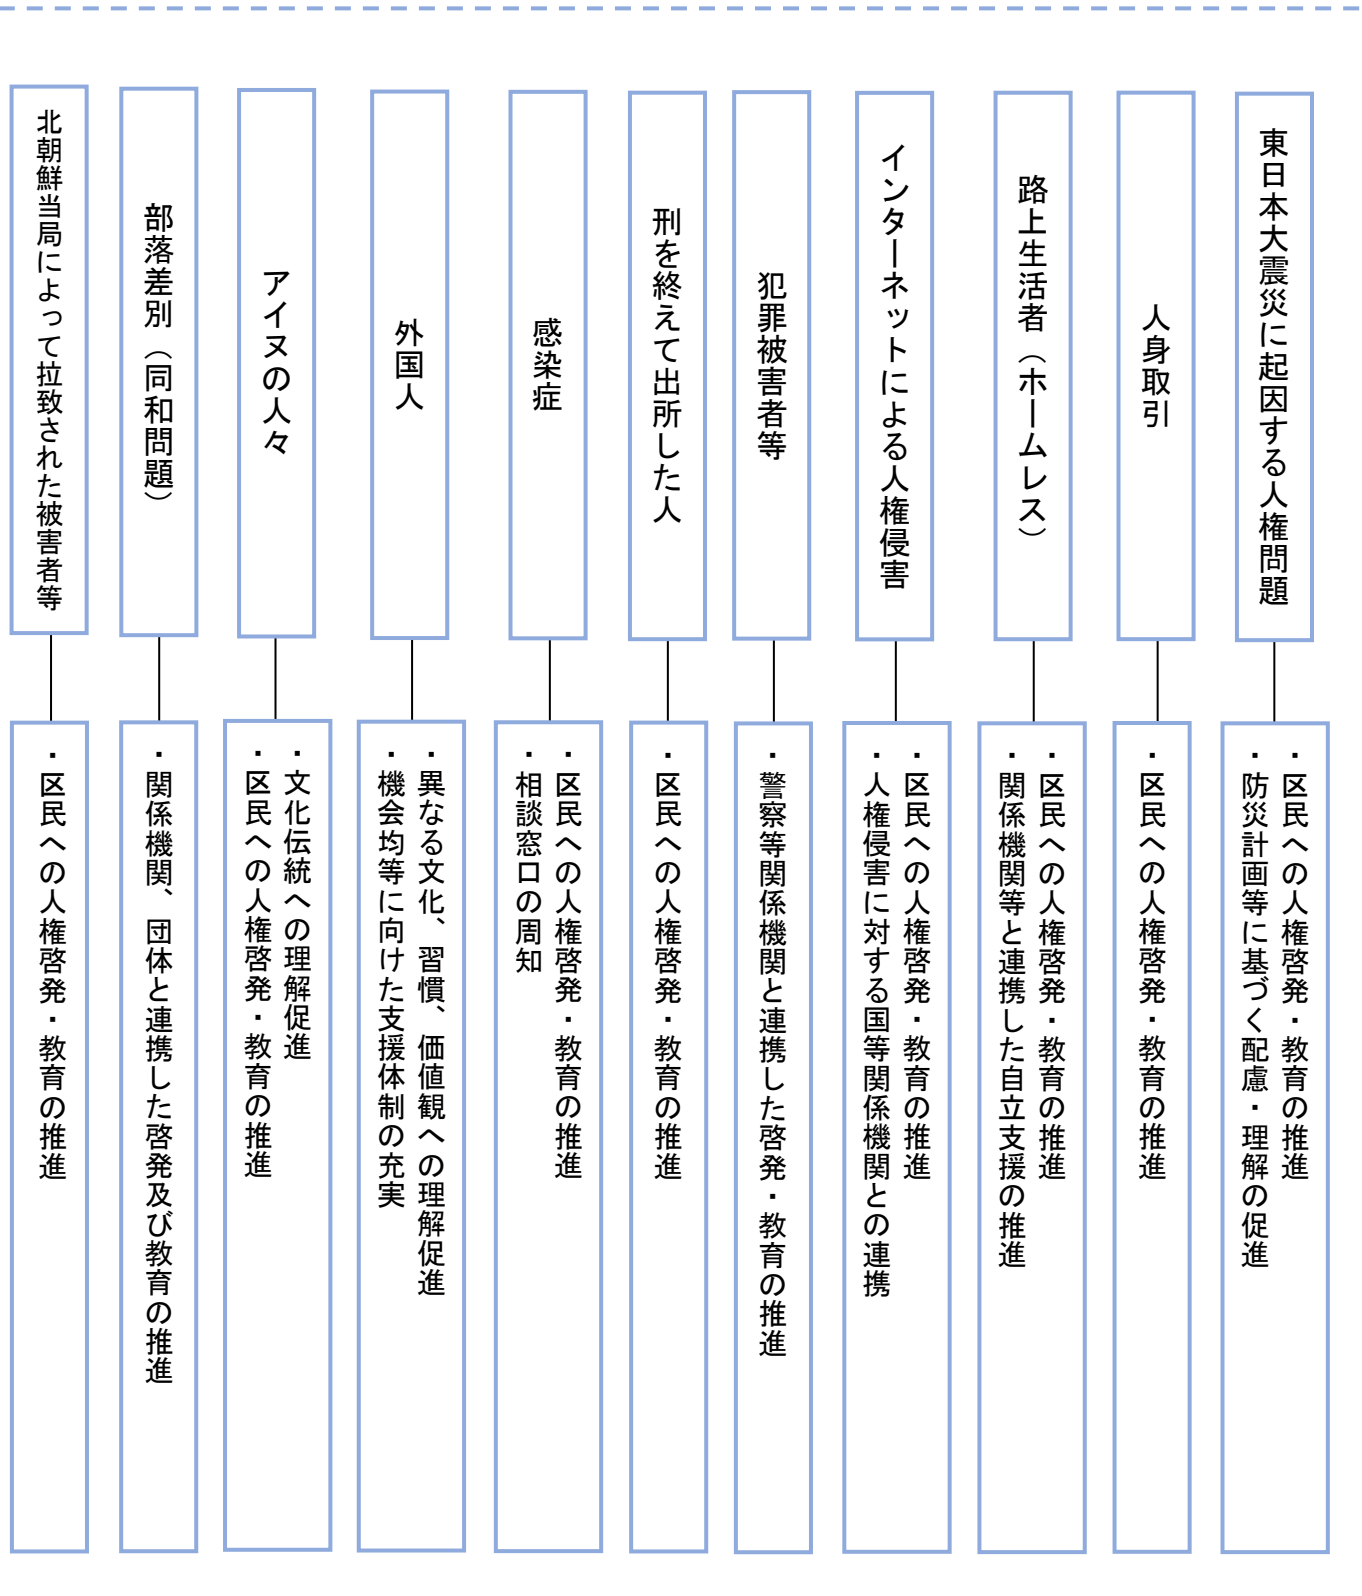 東日本大震災に起因する人権問題
・区民への人権啓発・教育の推進
・防災計画等に基づく配慮・理解の促進
人身取引
・区民への人権啓発・教育の推進
路上生活者（ホームレス）
・区民への人権啓発・教育の推進
・関係機関等と連携した自立支援の推進
インターネットによる人権侵害
・区民への人権啓発・教育の推進
・人権侵害に対する国等関係機関との連携
犯罪被害者等
・警察等関係機関と連携した啓発・教育の推進
刑を終えて出所した人
・区民への人権啓発・教育の推進
感染症
・区民への人権啓発・教育の推進
・相談窓口の周知
外国人
・異なる文化、習慣、価値観への理解促進
・機会均等に向けた支援体制の充実
アイヌの人々
・文化伝統への理解促進
・区民への人権啓発・教育の推進
部落差別（同和問題）
・関係機関、団体と連携した啓発及び教育の推進
北朝鮮当局によって拉致された被害者等
・区民への人権啓発・教育の推進